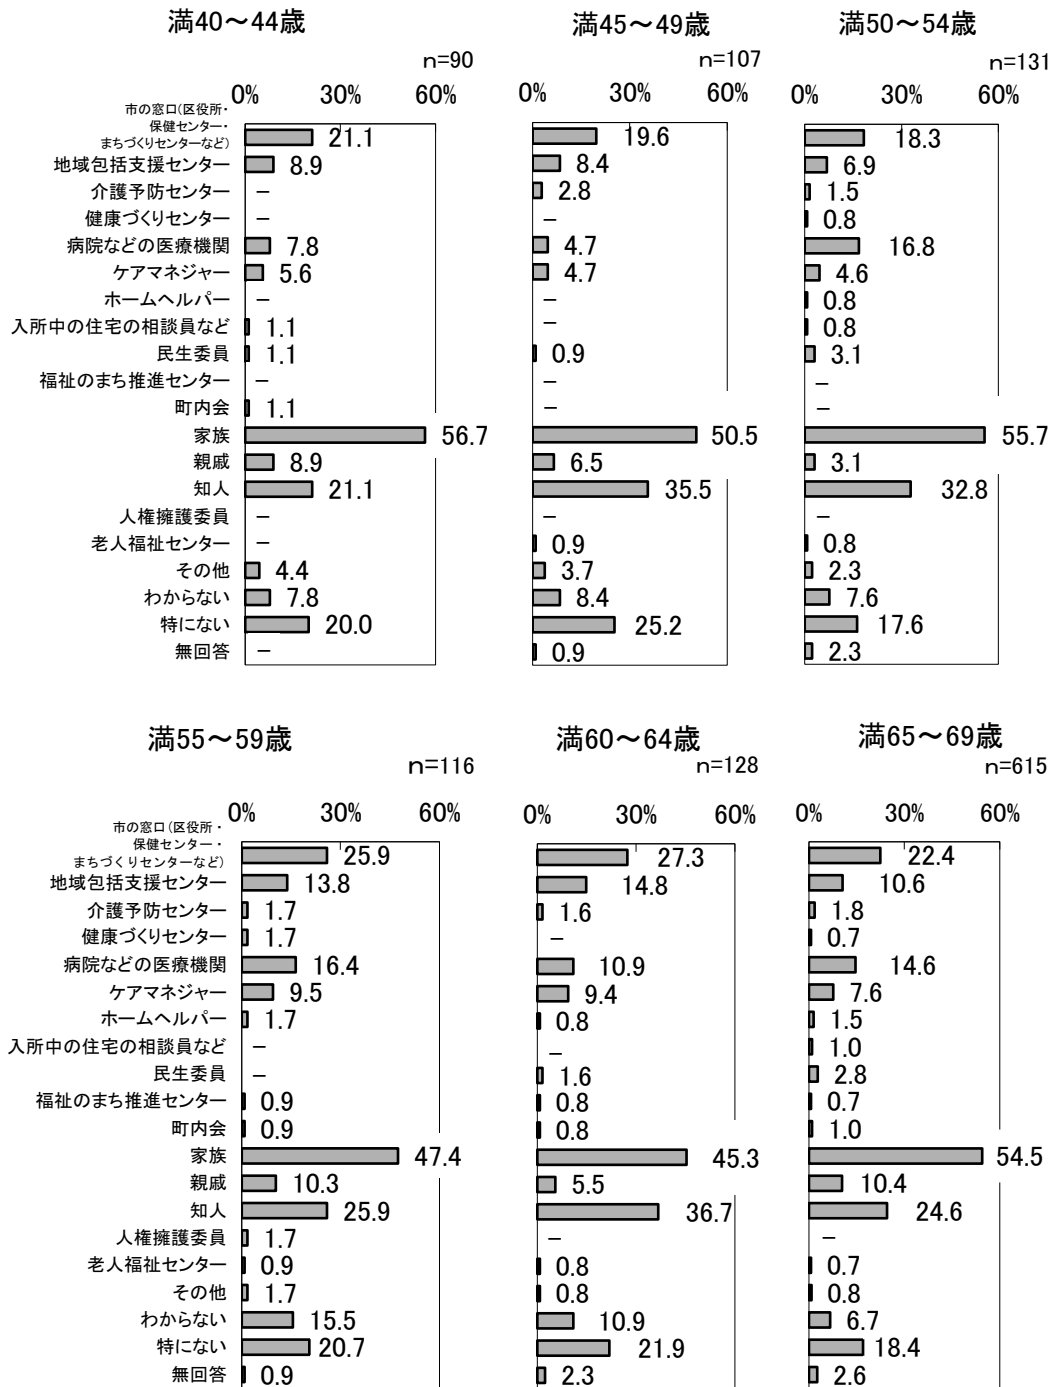 満40～44歳 満45～49歳 満50～54歳
n=90 n=107 n=131
0% 30% 60% 0% 30% 60% 0% 30% 60%
市の窓口(区役所・
保健センター・
まちづくりセンターなど) 21.1 19.6 18.3
地域包括支援センター 8.9 8.4 6.9
介護予防センター － 2.8 1.5
健康づくりセンター － － 0.8
病院などの医療機関 7.8 4.7 16.8
ケアマネジャー 5.6 4.7 4.6
ホームヘルパー － － 0.8
入所中の住宅の相談員など 1.1 － 0.8
民生委員 1.1 0.9 3.1
福祉のまち推進センター － － －
町内会 1.1 － －
家族 56.7 50.5 55.7
親戚 8.9 6.5 3.1
知人 21.1 35.5 32.8
人権擁護委員 － － －
老人福祉センター － 0.9 0.8
その他 4.4 3.7 2.3
わからない 7.8 8.4 7.6
特にない 20.0 25.2 17.6
無回答 － 0.9 2.3
満55～59歳 満60～64歳 満65～69歳
n=116 n=128 n=615
0% 30% 60% 0% 30% 60% 0% 30% 60%
市の窓口(区役所・
保健センター・
まちづくりセンターなど) 25.9 27.3 22.4
地域包括支援センター 13.8 14.8 10.6
介護予防センター 1.7 1.6 1.8
健康づくりセンター 1.7 － 0.7
病院などの医療機関 16.4 10.9 14.6
ケアマネジャー 9.5 9.4 7.6
ホームヘルパー 1.7 0.8 1.5
入所中の住宅の相談員など － － 1.0
民生委員 － 1.6 2.8
福祉のまち推進センター 0.9 0.8 0.7
町内会 0.9 0.8 1.0
家族 47.4 45.3 54.5
親戚 10.3 5.5 10.4
知人 25.9 36.7 24.6
人権擁護委員 1.7 － －
老人福祉センター 0.9 0.8 0.7
その他 1.7 0.8 0.8
わからない 15.5 10.9 6.7
特にない 20.7 21.9 18.4
無回答 0.9 2.3 2.6